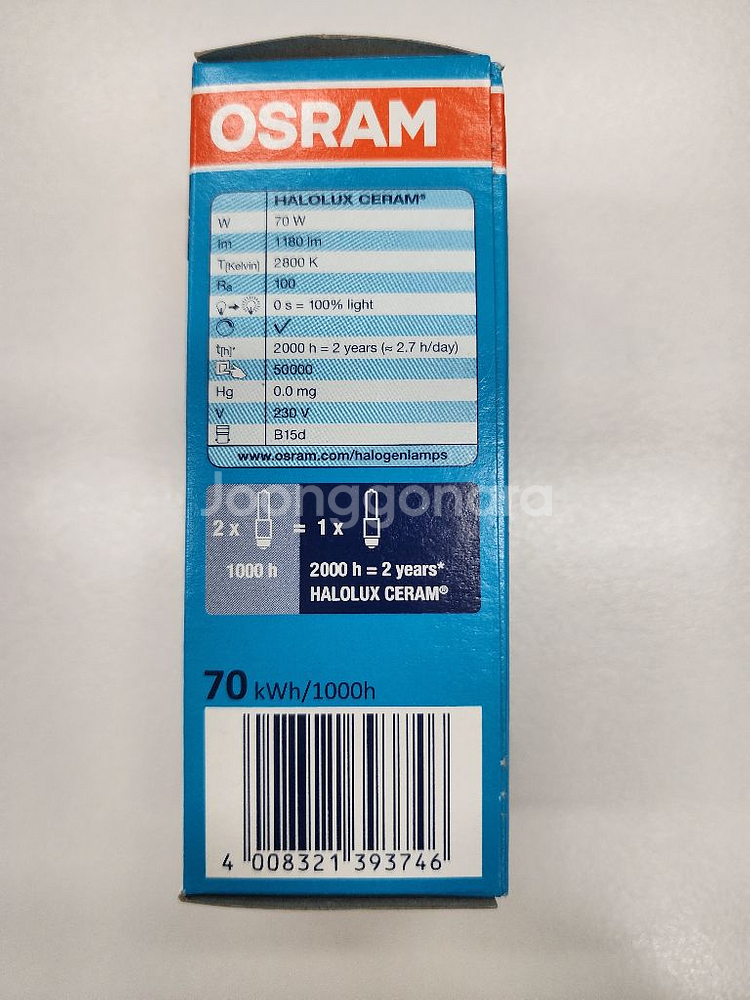 OSRAM
HALOLUX CERAM®
W 70 W
lm 1180 lm
T[Kelvin] 2800 K
Ra 100
0 s = 100% light
t[h]* 2000 h = 2 years (≈ 2.7 h/day)
50000
Hg 0.0 mg
V 230 V
B15d
www.osram.com/halogenlamps
Joonggonara
2 x = 1 x
1000 h 2000 h = 2 years*
HALOLUX CERAM®
70 kWh/1000h
4 008321 393746